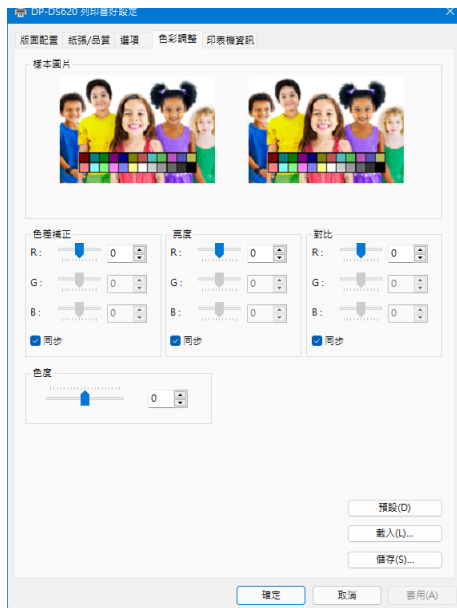 DP-DS620 列印喜好設定
版面配置 紙張/品質 選項 色彩調整 印表機資訊
樣本圖片
色差補正 亮度 對比
R: 0 R: 0 R: 0
G: 0 G: 0 G: 0
B: 0 B: 0 B: 0
同步 同步 同步
色度
0
預設(D)
載入(L)...
儲存(S)...
確定 取消 套用(A)